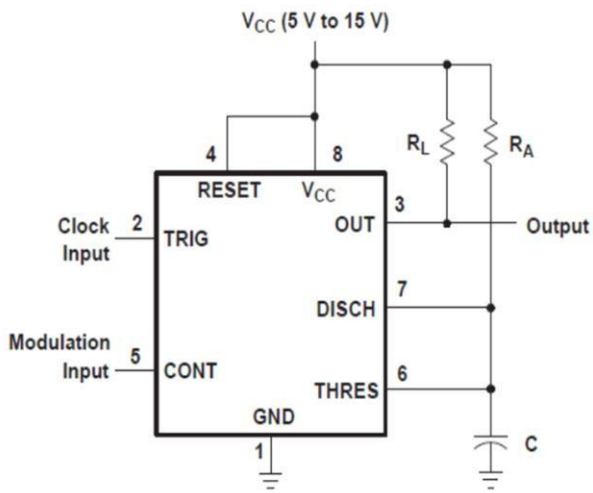 VCC (5 V to 15 V)
RL
RA
4
8
RESET
VCC
3
Clock
Input
2
TRIG
OUT
Output
7
DISCH
Modulation
Input
5
CONT
6
THRES
GND
1
C